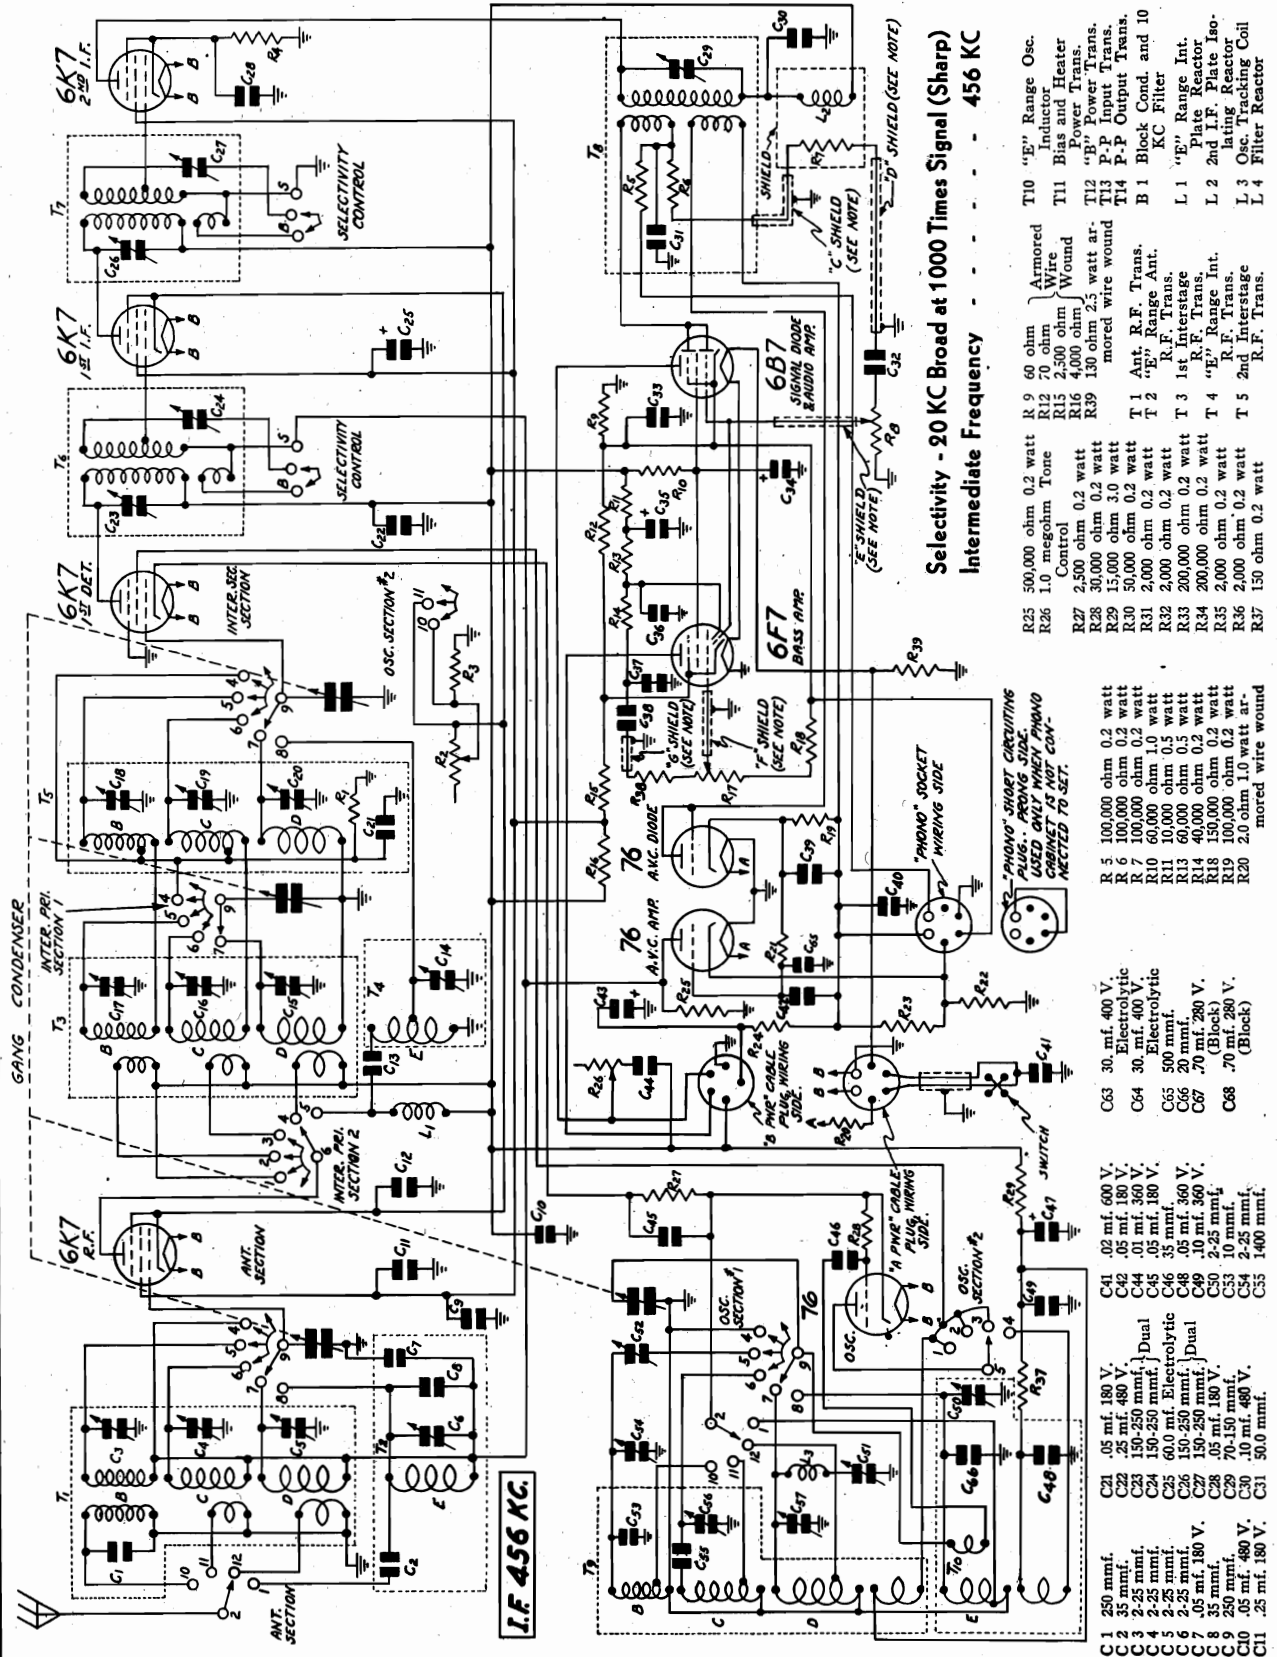 GANG CONDENSER
6K7
R.F.
6K7
1ST DET.
6K7
1ST I.F.
6K7
2ND I.F.
ANT.
SECTION
ANT.
SECTION
INTER. PRI.
SECTION 1
INTER. PRI.
SECTION 2
INTER. SEC.
SECTION
OSC. SECTION #2
SELECTIVITY
CONTROL
SELECTIVITY
CONTROL
I.F. 456 KC.
OSC.
SECTION #1
76
OSC.
OSC.
SECTION #2
"A PWR" CABLE
PLUG, WIRING
SIDE.
"B PWR" CABLE
PLUG, WIRING
SIDE.
SWITCH
76
A.V.C. AMP.
76
A.V.C. DIODE
"PHONO" SOCKET
WIRING SIDE
"PHONO" SHORT CIRCUITING
PLUG. PRONG SIDE.
USED ONLY WHEN PHONO
CABINET IS NOT CON-
NECTED TO SET.
"G" SHIELD
(SEE NOTE)
"F" SHIELD
(SEE NOTE)
6F7
BASS AMP.
6B7
SIGNAL DIODE
& AUDIO AMP.
"E" SHIELD
(SEE NOTE)
SHIELD
"C" SHIELD
(SEE NOTE)
"D" SHIELD (SEE NOTE)
Selectivity - 20 KC Broad at 1000 Times Signal (Sharp)
Intermediate Frequency - - - - - 456 KC
C 1 250 mmf.
C 2 35 mmf.
C 3 2-25 mmf.
C 4 2-25 mmf.
C 5 2-25 mmf.
C 6 2-25 mmf.
C 7 .05 mf. 180 V.
C 8 35 mmf.
C 9 250 mmf.
C10 .05 mf. 480 V.
C11 .25 mf. 180 V.
C21 .05 mf. 180 V.
C22 .25 mf. 480 V.
C23 150-250 mmf. } Dual
C24 150-250 mmf. }
C25 60.0 mf. Electrolytic
C26 150-250 mmf. } Dual
C27 150-250 mmf. }
C28 .05 mf. 180 V.
C29 70-150 mmf.
C30 .10 mf. 480 V.
C31 50.0 mmf.
C41 .02 mf. 600 V.
C42 .05 mf. 180 V.
C44 .01 mf. 360 V.
C45 .05 mf. 180 V.
C46 35 mmf.
C48 .05 mf. 360 V.
C49 .10 mf. 360 V.
C50 2-25 mmf.
C53 10 mmf.
C54 2-25 mmf.
C55 1400 mmf.
C63 30. mf. 400 V.
Electrolytic
C64 30. mf. 400 V.
Electrolytic
C65 500 mmf.
C66 20 mmf.
C67 .70 mf. 280 V.
(Block)
C68 .70 mf. 280 V.
(Block)
R 5 100,000 ohm 0.2 watt
R 6 100,000 ohm 0.2 watt
R 7 100,000 ohm 0.2 watt
R10 60,000 ohm 1.0 watt
R11 10,000 ohm 0.5 watt
R13 60,000 ohm 0.5 watt
R14 40,000 ohm 0.2 watt
R18 150,000 ohm 0.2 watt
R19 100,000 ohm 0.2 watt
R20 2.0 ohm 1.0 watt ar-
mored wire wound
R25 500,000 ohm 0.2 watt
R26 1.0 megohm Tone
Control
R27 2,500 ohm 0.2 watt
R28 30,000 ohm 0.2 watt
R29 15,000 ohm 3.0 watt
R30 50,000 ohm 0.2 watt
R31 2,000 ohm 0.2 watt
R32 2,000 ohm 0.2 watt
R33 200,000 ohm 0.2 watt
R34 200,000 ohm 0.2 watt
R35 2,000 ohm 0.2 watt
R36 2,000 ohm 0.2 watt
R37 150 ohm 0.2 watt
R 9 60 ohm } Armored
R12 70 ohm } Wire
R15 2,500 ohm } Wound
R16 4,000 ohm }
R39 130 ohm 2.5 watt ar-
mored wire wound
T 1 Ant. R.F. Trans.
T 2 "E" Range Ant.
R.F. Trans.
T 3 1st Interstage
R.F. Trans.
T 4 "E" Range Int.
R.F. Trans.
T 5 2nd Interstage
R.F. Trans.
T10 "E" Range Osc.
Inductor
T11 Bias and Heater
Power Trans.
T12 "B" Power Trans.
T13 P-P Input Trans.
T14 P-P Output Trans.
B 1 Block Cond. and 10
KC Filter
L 1 "E" Range Int.
Plate Reactor
L 2 2nd I.F. Plate Iso-
lating Reactor
L 3 Osc. Tracking Coil
L 4 Filter Reactor